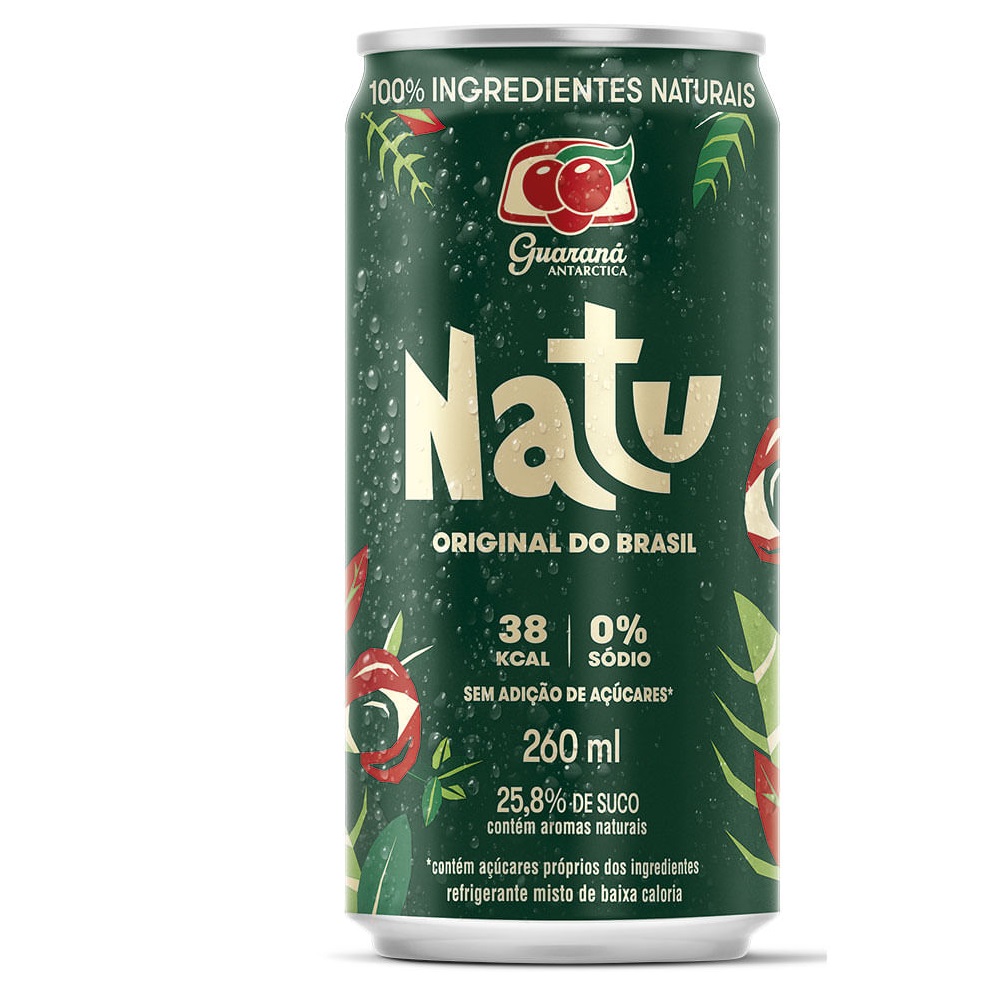 100% INGREDIENTES NATURAIS
Guaraná
ANTARCTICA
Natu
ORIGINAL DO BRASIL
38 KCAL
0% SÓDIO
SEM ADIÇÃO DE AÇÚCARES*
260 ml
25,8% DE SUCO
contém aromas naturais
*contém açúcares próprios dos ingredientes
refrigerante misto de baixa caloria